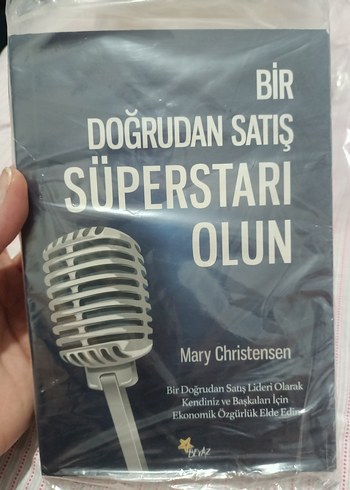 BİR
DOĞRUDAN SATIŞ
SÜPERSTARI
OLUN
Mary Christensen
Bir Doğrudan Satış Lideri Olarak
Kendiniz ve Başkaları İçin
Ekonomik Özgürlük Elde Edin
BEYAZ